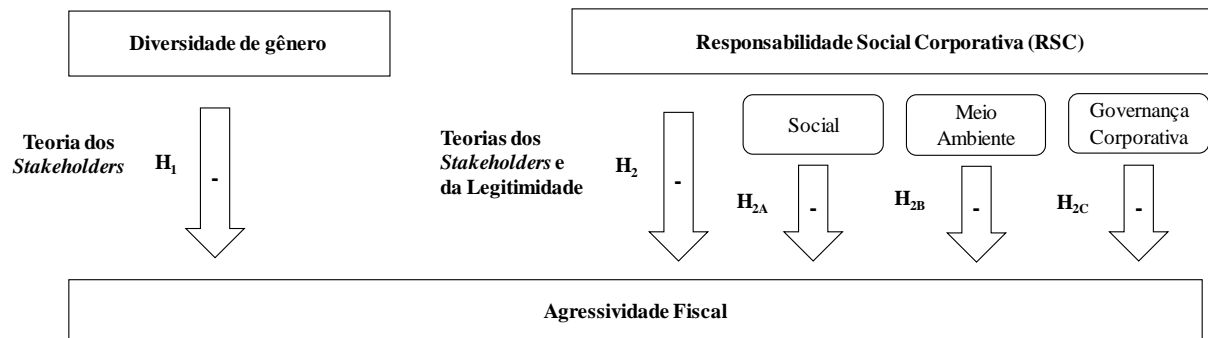 Diversidade de gênero
Responsabilidade Social Corporativa (RSC)
Teoria dos
Stakeholders
H1
-
Teorias dos
Stakeholders e
da Legitimidade
H2
-
Social
H2A
-
Meio
Ambiente
H2B
-
Governança
Corporativa
H2C
-
Agressividade Fiscal